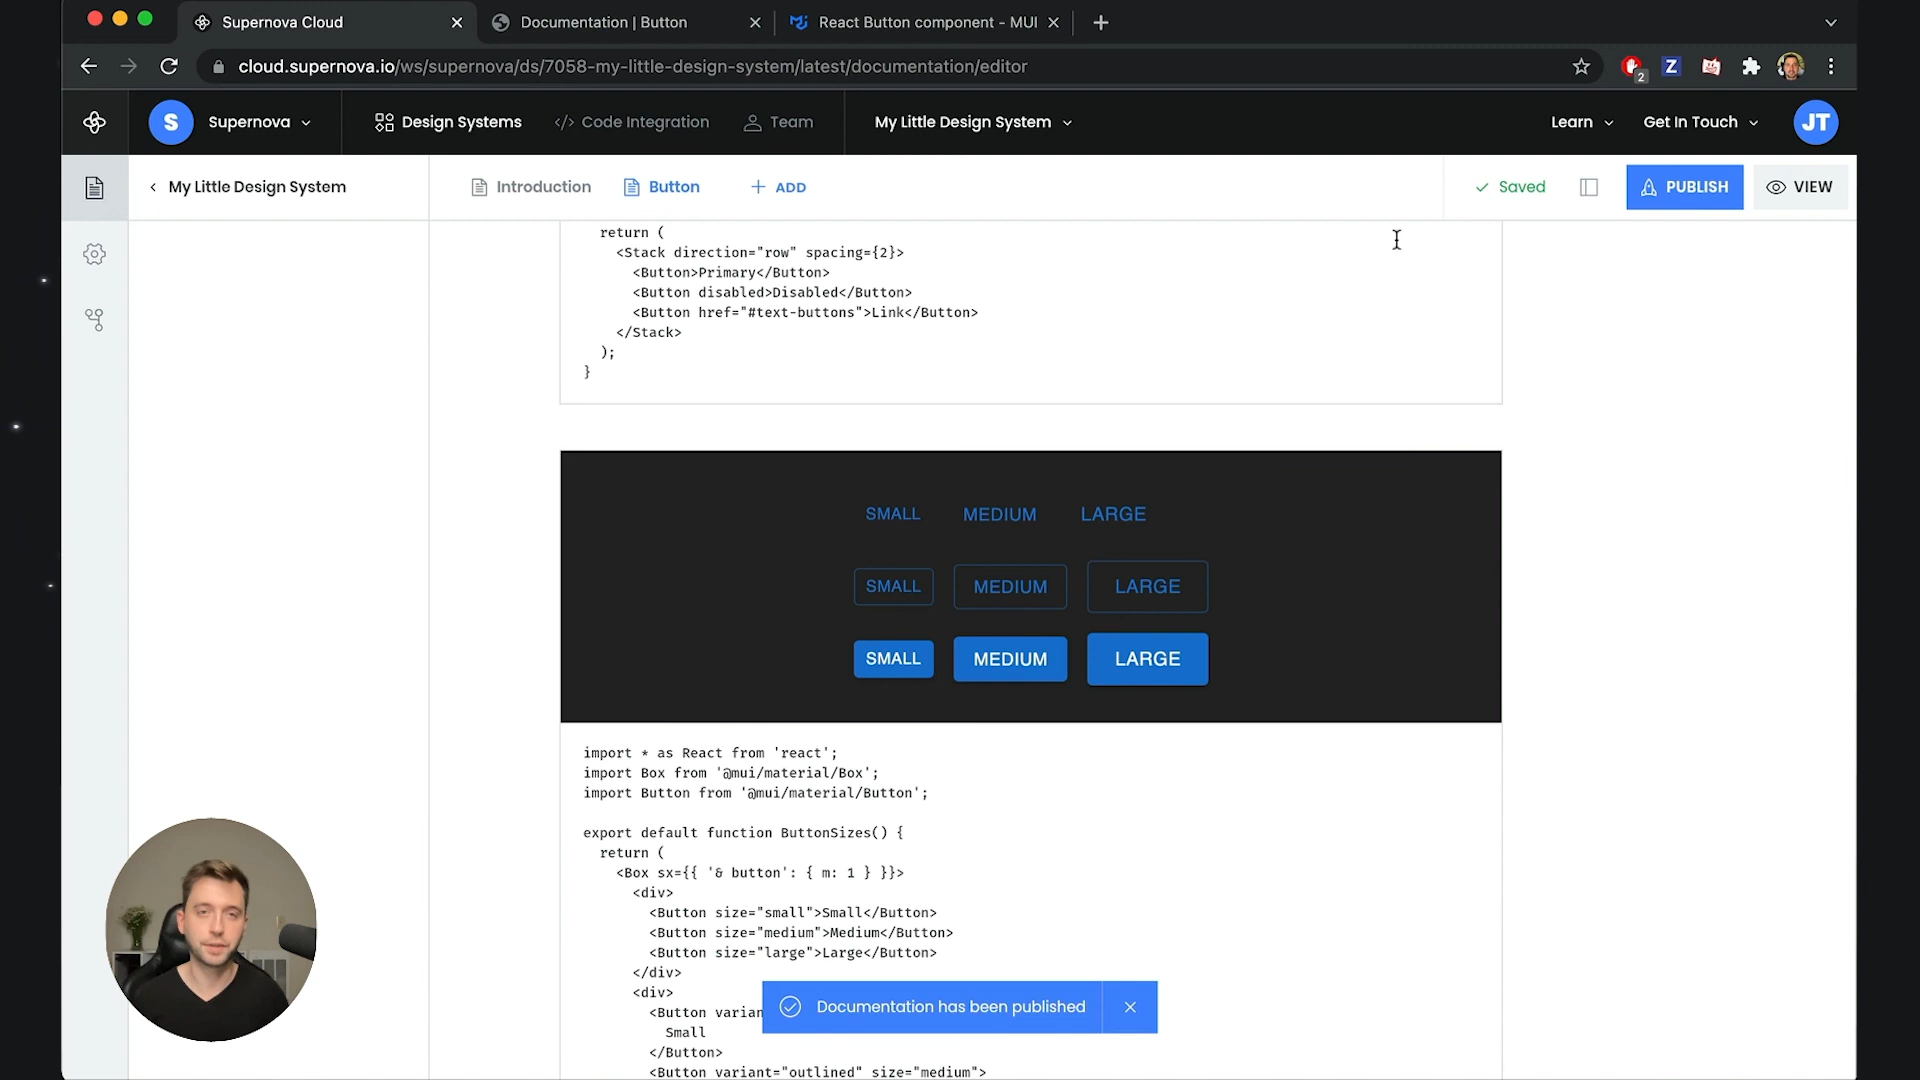 Supernova Cloud
Documentation | Button
React Button component - MUI
cloud.supernova.io/ws/supernova/ds/7058-my-little-design-system/latest/documentation/editor
2
Z
S
Supernova
Design Systems
</> Code Integration
Team
My Little Design System
Learn
Get In Touch
JT
My Little Design System
Introduction
Button
+ ADD
Saved
PUBLISH
VIEW
return (
<Stack direction="row" spacing={2}>
<Button>Primary</Button>
<Button disabled>Disabled</Button>
<Button href="#text-buttons">Link</Button>
</Stack>
);
}
SMALL MEDIUM LARGE
SMALL MEDIUM LARGE
SMALL MEDIUM LARGE
import * as React from 'react';
import Box from '@mui/material/Box';
import Button from '@mui/material/Button';
export default function ButtonSizes() {
return (
<Box sx={{ '& button': { m: 1 } }}>
<div>
<Button size="small">Small</Button>
<Button size="medium">Medium</Button>
<Button size="large">Large</Button>
</div>
<div>
<Button varian
Small
</Button>
<Button variant="outlined" size="medium">
Documentation has been published